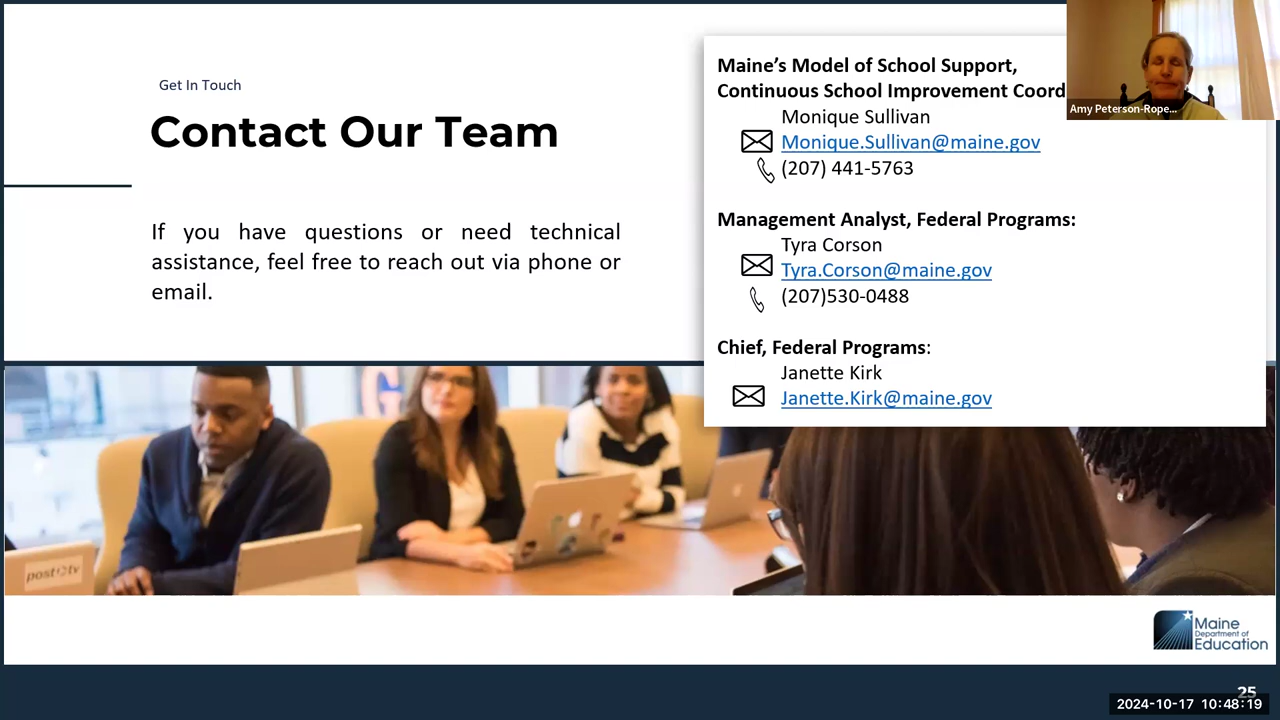 Get In Touch
Contact Our Team
If you have questions or need technical
assistance, feel free to reach out via phone or
email.
Maine’s Model of School Support,
Continuous School Improvement Coord
Monique Sullivan
Monique.Sullivan@maine.gov
(207) 441-5763
Management Analyst, Federal Programs:
Tyra Corson
Tyra.Corson@maine.gov
(207)530-0488
Chief, Federal Programs:
Janette Kirk
Janette.Kirk@maine.gov
Amy Peterson-Rope...
post tv
Maine
Department of
Education
25
2024-10-17 10:48:19